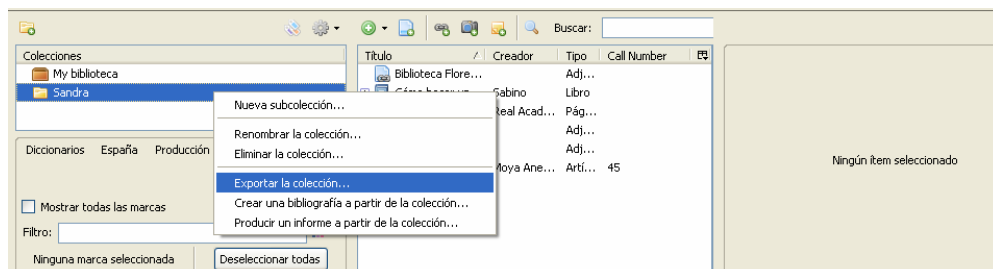 Buscar:
Colecciones
My biblioteca
Sandra
Nueva subcolección...
Renombrar la colección...
Eliminar la colección...
Exportar la colección...
Crear una bibliografía a partir de la colección...
Producir un informe a partir de la colección...
Diccionarios España Producción
Mostrar todas las marcas
Filtro:
Ninguna marca seleccionada Deseleccionar todas
Título Creador Tipo Call Number
Biblioteca Flore... Adj...
Sabino Libro
Real Acad... Pág...
Adj...
Adj...
Moya Ane... Artí... 45
Ningún ítem seleccionado